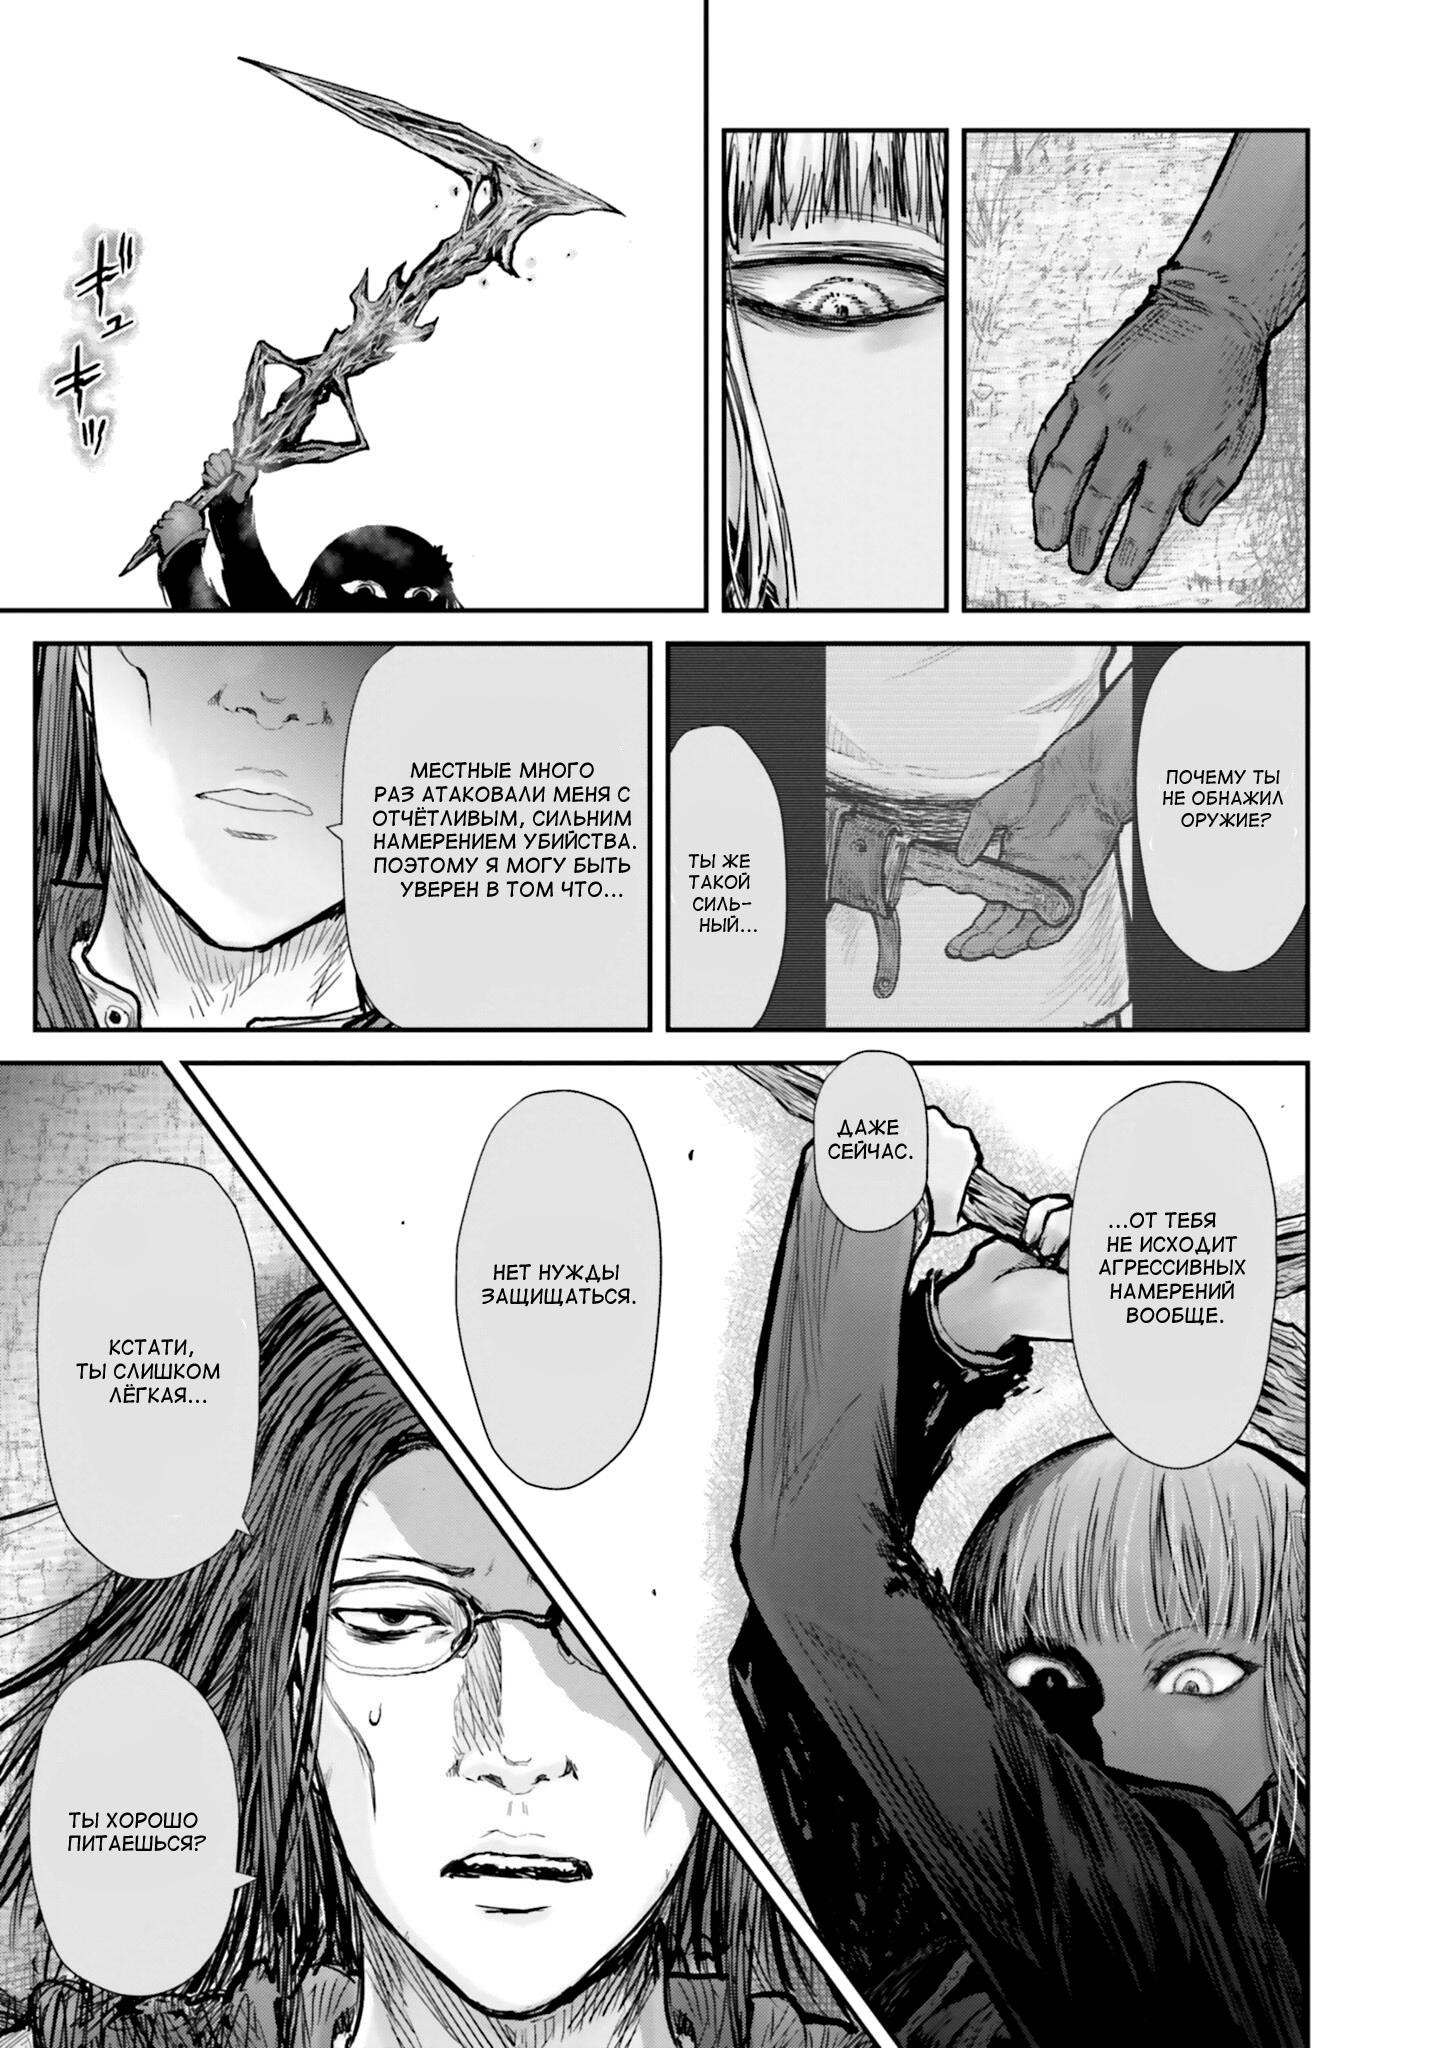 ギュ
ギッ
ПОЧЕМУ ТЫ
НЕ ОБНАЖИЛ
ОРУЖИЕ?
ТЫ ЖЕ
ТАКОЙ
СИЛЬ-
НЫЙ...
МЕСТНЫЕ МНОГО
РАЗ АТАКОВАЛИ МЕНЯ С
ОТЧЁТЛИВЫМ, СИЛЬНИМ
НАМЕРЕНИЕМ УБИЙСТВА.
ПОЭТОМУ Я МОГУ БЫТЬ
УВЕРЕН В ТОМ ЧТО...
...ОТ ТЕБЯ
НЕ ИСХОДИТ
АГРЕССИВНЫХ
НАМЕРЕНИЙ
ВООБЩЕ.
ДАЖЕ
СЕЙЧАС.
НЕТ НУЖДЫ
ЗАЩИЩАТЬСЯ.
КСТАТИ,
ТЫ СЛИШКОМ
ЛЁГКАЯ...
ТЫ ХОРОШО
ПИТАЕШЬСЯ?